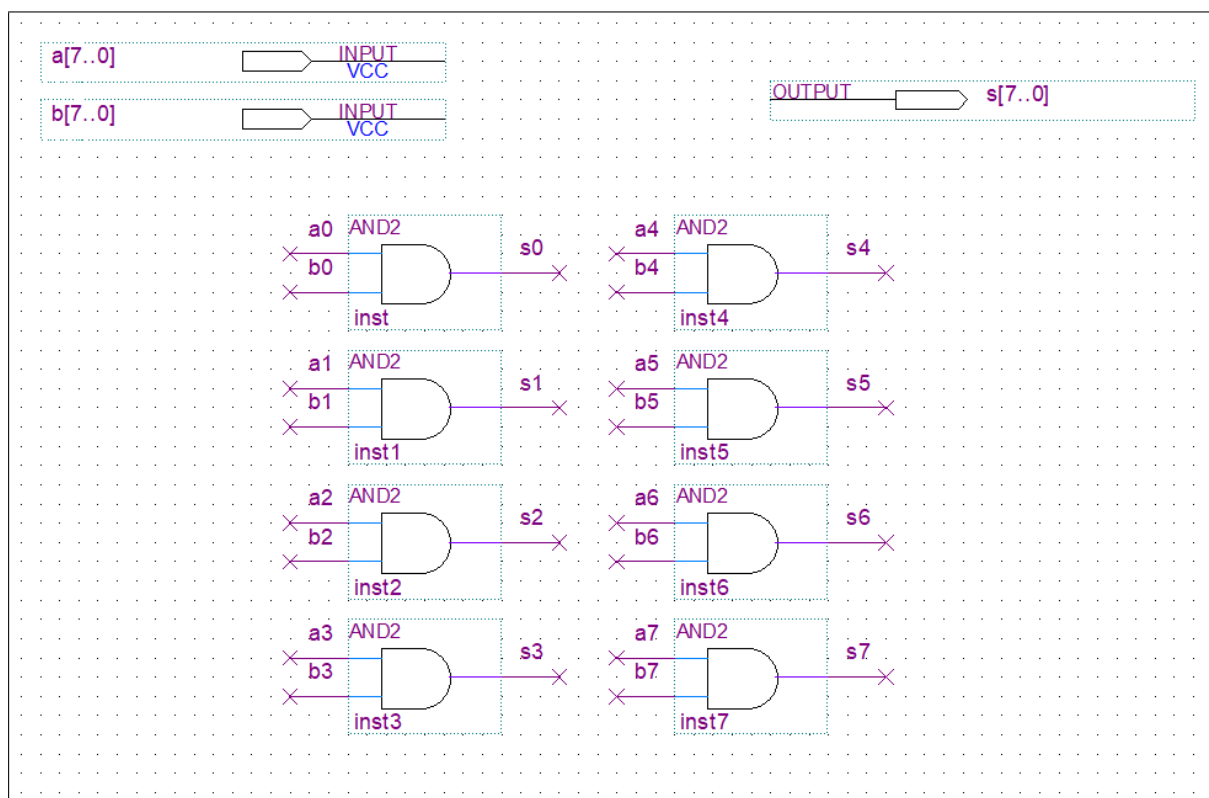 a[7..0] INPUT
VCC
b[7..0] INPUT
VCC
OUTPUT s[7..0]
a0 AND2
b0 s0
inst
a4 AND2
b4 s4
inst4
a1 AND2
b1 s1
inst1
a5 AND2
b5 s5
inst5
a2 AND2
b2 s2
inst2
a6 AND2
b6 s6
inst6
a3 AND2
b3 s3
inst3
a7 AND2
b7 s7
inst7